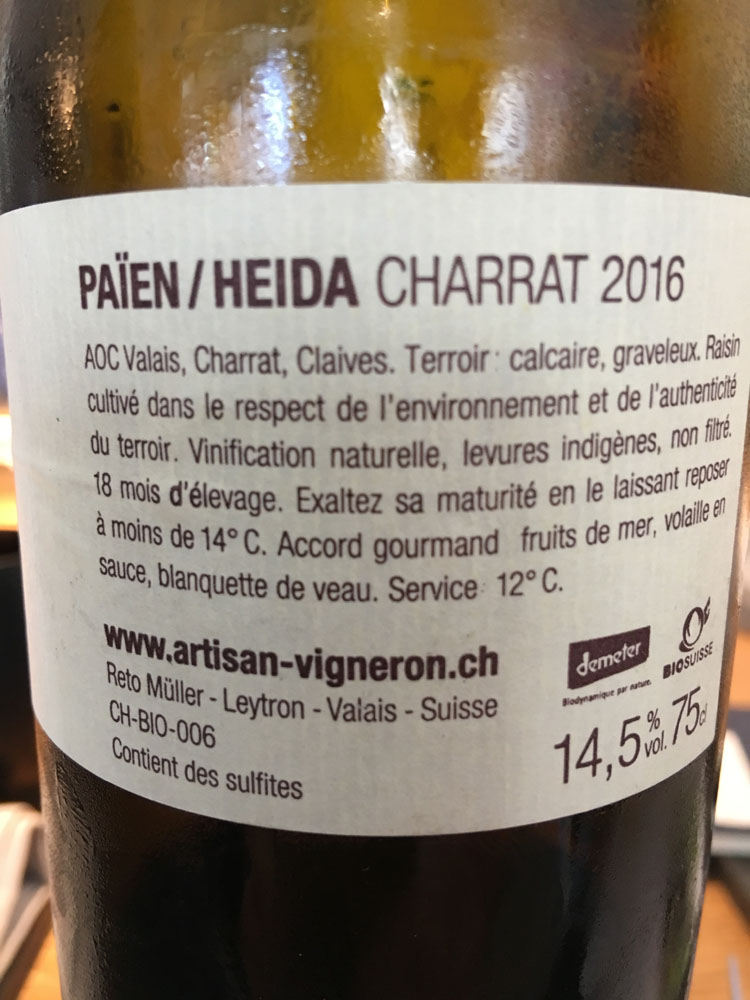 PAÏEN / HEIDA CHARRAT 2016
AOC Valais, Charrat, Claives. Terroir : calcaire, graveleux. Raisin
cultivé dans le respect de l'environnement et de l'authenticité
du terroir. Vinification naturelle, levures indigènes, non filtré.
18 mois d'élevage. Exaltez sa maturité en le laissant reposer
à moins de 14° C. Accord gourmand fruits de mer, volaille en
sauce, blanquette de veau. Service : 12° C.
www.artisan-vigneron.ch
Reto Müller - Leytron - Valais - Suisse
CH-BIO-006
Contient des sulfites
demeter
Biodynamique par nature.
BIOSUISSE
14,5 % vol. 75cl